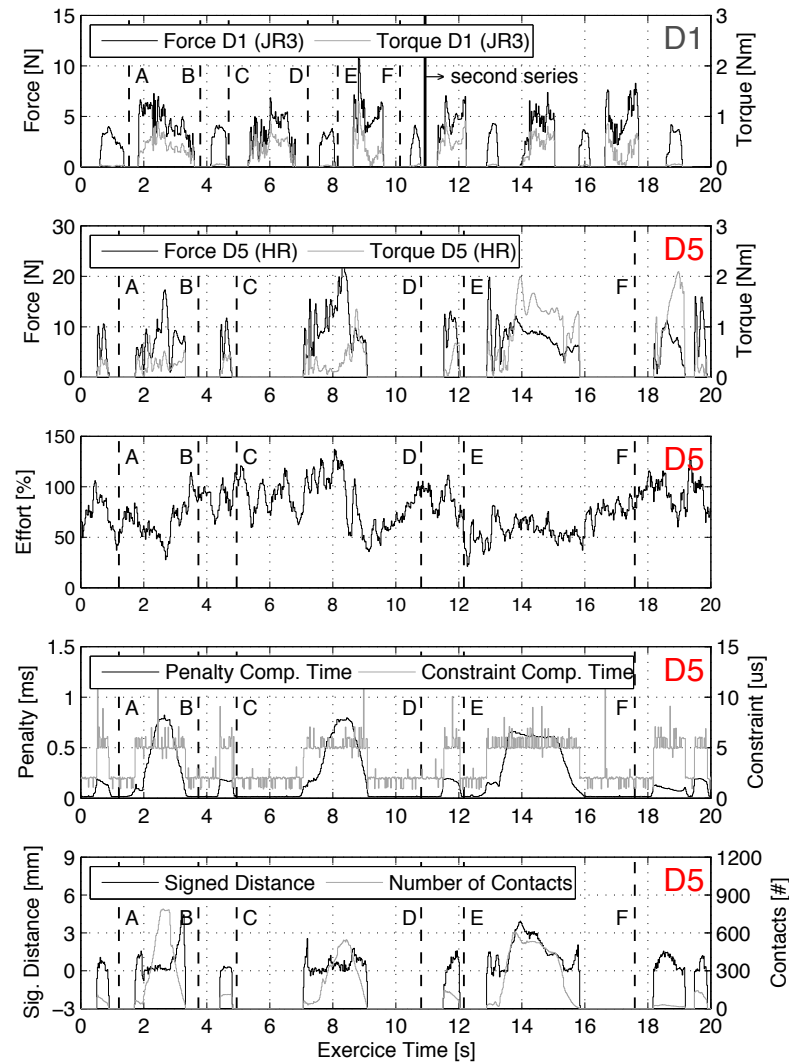 15 3
Force D1 (JR3) Torque D1 (JR3) D1
10 A B C D E F 2
second series
5 1
0 0
Force [N] Torque [Nm]
0 2 4 6 8 10 12 14 16 18 20
30 3
Force D5 (HR) Torque D5 (HR) D5
20 2
A B C D E F
10 1
0 0
Force [N] Torque [Nm]
0 2 4 6 8 10 12 14 16 18 20
150
A B C D E F D5
100
50
0
Effort [%]
0 2 4 6 8 10 12 14 16 18 20
1.5 15
Penalty Comp. Time Constraint Comp. Time D5
1 10
A B C D E F
0.5 5
0 0
Penalty [ms] Constraint [us]
0 2 4 6 8 10 12 14 16 18 20
9 1200
Signed Distance Number of Contacts D5
6 900
A B C D E F
3 600
0 300
−3 0
Sig. Distance [mm] Contacts [#]
0 2 4 6 8 10 12 14 16 18 20
Exercice Time [s]